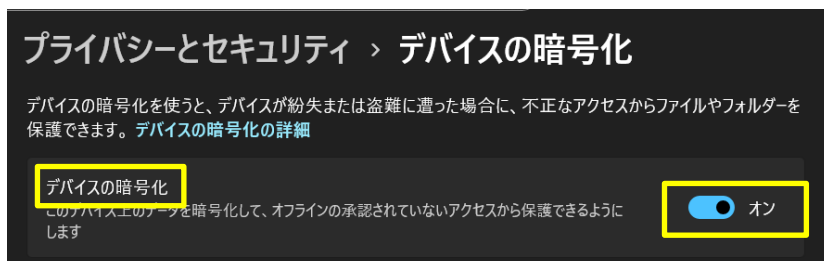 プライバシーとセキュリティ › デバイスの暗号化
デバイスの暗号化を使うと、デバイスが紛失または盗難に遭った場合に、不正なアクセスからファイルやフォルダーを
保護できます。デバイスの暗号化の詳細
デバイスの暗号化
このデバイス上のデータを暗号化して、オフラインの承認されていないアクセスから保護できるように
します
オン